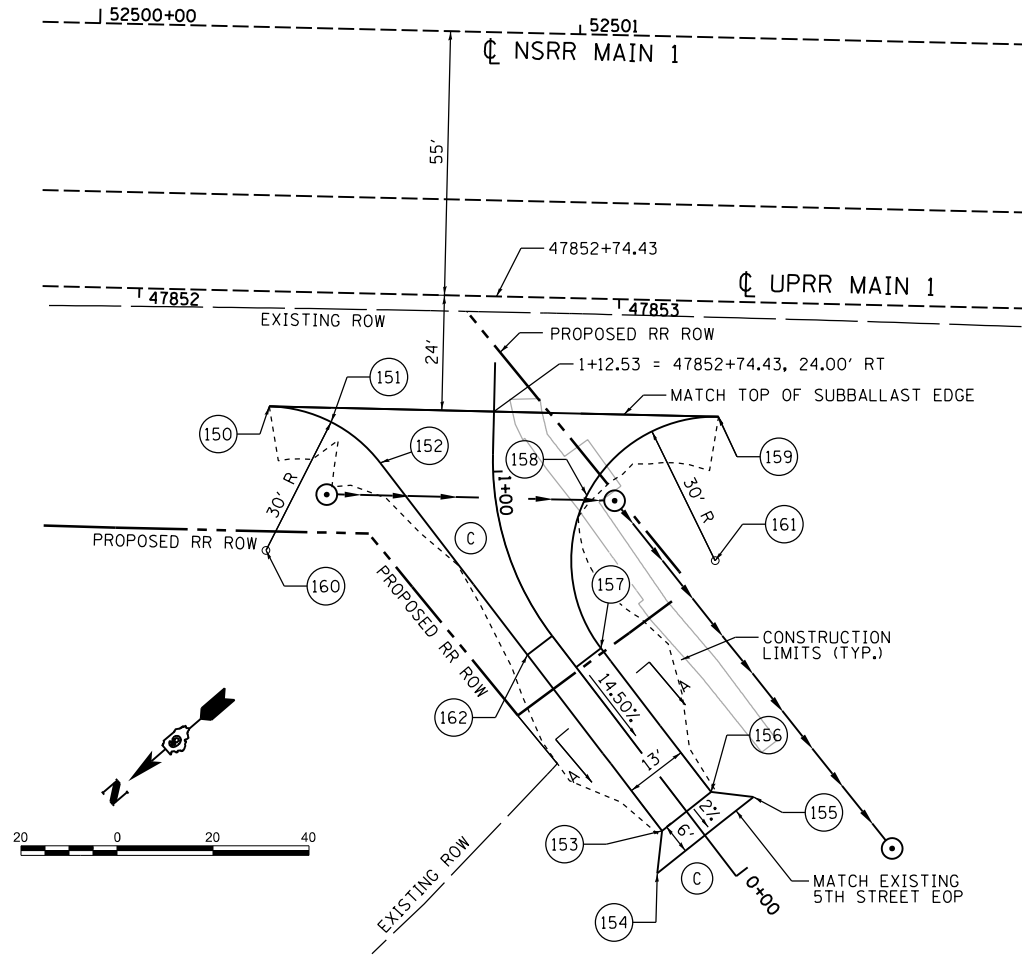 52500+00
52501
℄ NSRR MAIN 1
55'
47852+74.43
℄ UPRR MAIN 1
47852
47853
EXISTING ROW
PROPOSED RR ROW
24'
1+12.53 = 47852+74.43, 24.00' RT
151
MATCH TOP OF SUBBALLAST EDGE
150
152
158
159
30' R
30' R
1+00
161
C
PROPOSED RR ROW
160
157
PROPOSED RR ROW
CONSTRUCTION
LIMITS (TYP.)
14.50%
A
162
156
13'
A
2%
155
N
153
6'
20 0 20 40
C
0+00
MATCH EXISTING
5TH STREET EOP
EXISTING ROW
154